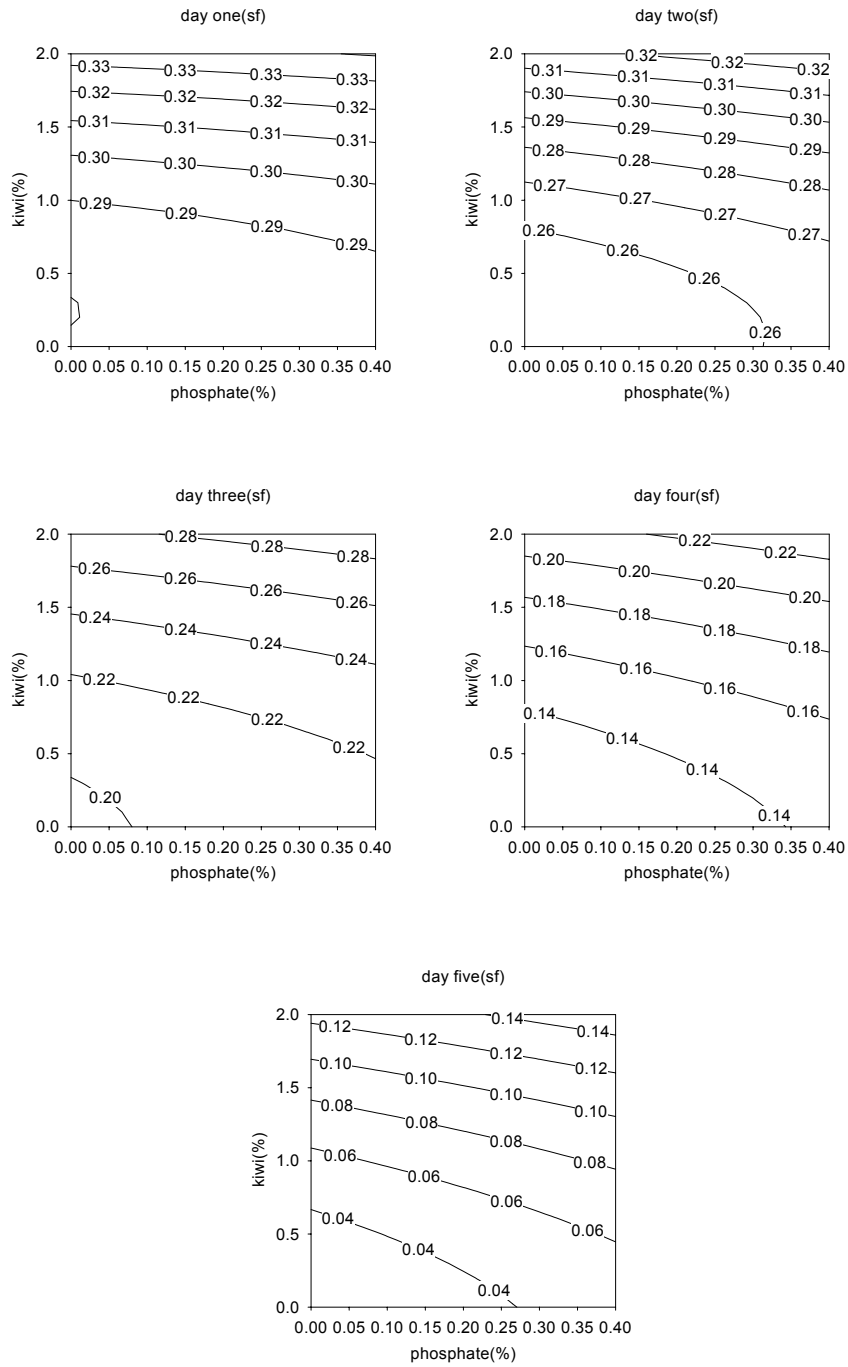 day one(sf)
2.0
0.33 0.33 0.33 0.33
0.32 0.32 0.32 0.32
1.5
0.31 0.31 0.31 0.31
0.30 0.30 0.30 0.30
kiwi(%)
1.0
0.29 0.29 0.29 0.29
0.5
0.0
0.00 0.05 0.10 0.15 0.20 0.25 0.30 0.35 0.40
phosphate(%)
day two(sf)
2.0
0.32 0.32 0.32
0.31 0.31 0.31 0.31
0.30 0.30 0.30 0.30
1.5
0.29 0.29 0.29 0.29
0.28 0.28 0.28 0.28
kiwi(%)
1.0
0.27 0.27 0.27 0.27
0.26 0.26 0.26 0.26
0.5
0.0
0.00 0.05 0.10 0.15 0.20 0.25 0.30 0.35 0.40
phosphate(%)
day three(sf)
2.0
0.28 0.28 0.28
0.26 0.26 0.26 0.26
1.5
0.24 0.24 0.24 0.24
kiwi(%)
1.0
0.22 0.22 0.22 0.22
0.5
0.20
0.0
0.00 0.05 0.10 0.15 0.20 0.25 0.30 0.35 0.40
phosphate(%)
day four(sf)
2.0
0.22 0.22
0.20 0.20 0.20 0.20
1.5
0.18 0.18 0.18 0.18
0.16 0.16 0.16 0.16
kiwi(%)
1.0
0.14 0.14 0.14 0.14
0.5
0.0
0.00 0.05 0.10 0.15 0.20 0.25 0.30 0.35 0.40
phosphate(%)
day five(sf)
2.0
0.14 0.14
0.12 0.12 0.12 0.12
0.10 0.10 0.10 0.10
1.5
0.08 0.08 0.08 0.08
kiwi(%)
1.0
0.06 0.06 0.06 0.06
0.04 0.04 0.04
0.5
0.0
0.00 0.05 0.10 0.15 0.20 0.25 0.30 0.35 0.40
phosphate(%)